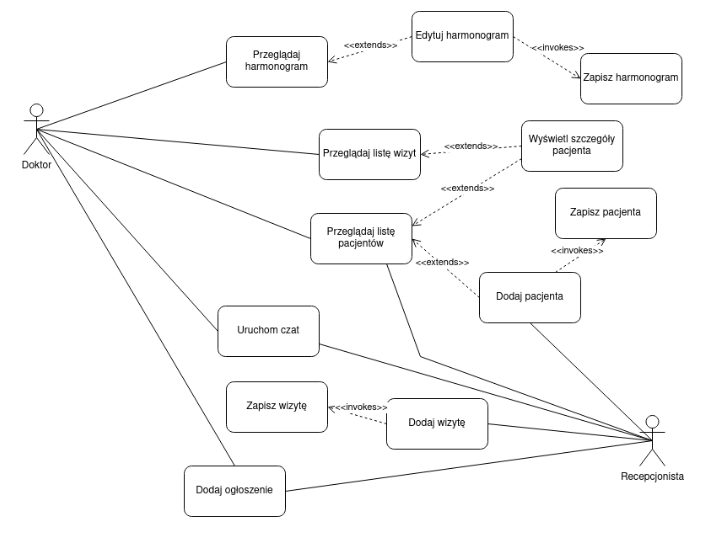 Edytuj harmonogram
<<extends>>
<<invokes>>
Przeglądaj
harmonogram
Zapisz harmonogram
Doktor
Przeglądaj listę wizyt
<<extends>>
Wyświetl szczegóły
pacjenta
<<extends>>
Zapisz pacjenta
Przeglądaj listę
pacjentów
<<invokes>>
<<extends>>
Dodaj pacjenta
Uruchom czat
Zapisz wizytę
<<invokes>>
Dodaj wizytę
Recepcjonista
Dodaj ogłoszenie